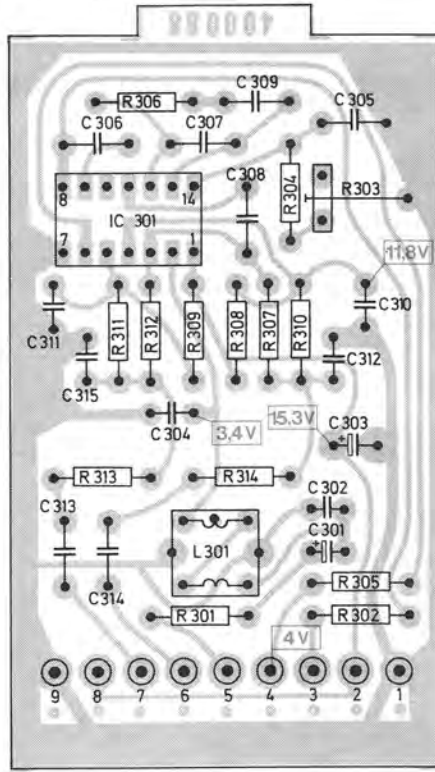 C309
R306
C305
C306
C307
C308
R304
R303
8
14
IC 301
7
1
11,8V
C310
C311
R311
R312
R309
R308
R307
R310
C312
C315
C304
3,4V
15,3V
C303
R313
R314
C313
C302
C301
L301
C314
R305
R301
R302
4V
9
8
7
6
5
4
3
2
1